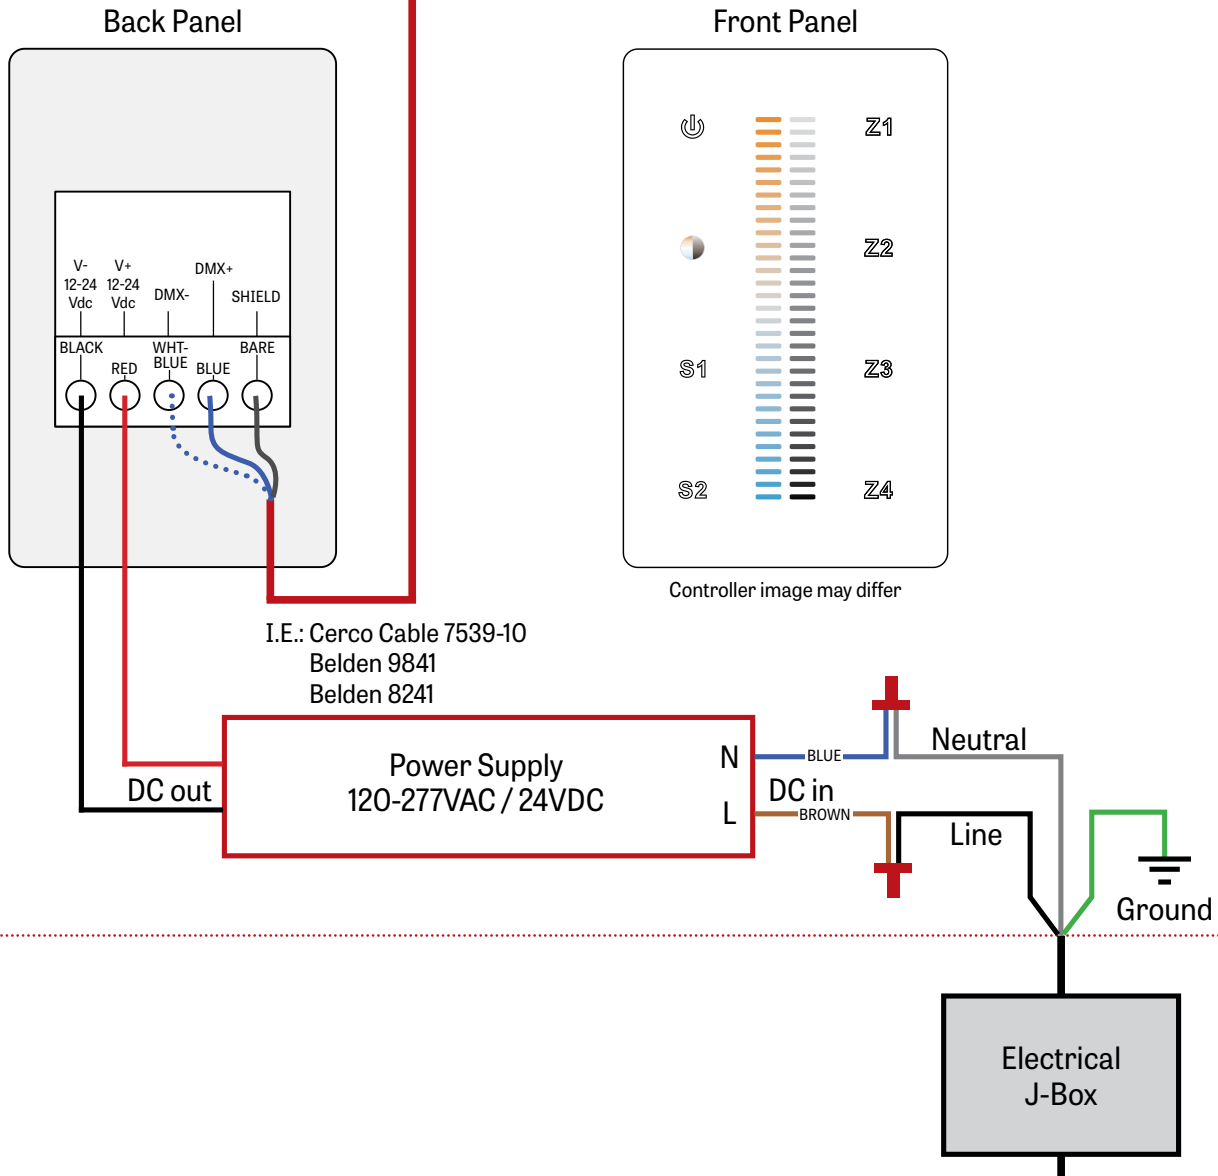 Back Panel
Front Panel
V-
12-24
Vdc
V+
12-24
Vdc
DMX-
DMX+
SHIELD
BLACK
RED
WHT-
BLUE
BLUE
BARE
Z1
Z2
S1
Z3
S2
Z4
Controller image may differ
I.E.: Cerco Cable 7539-10
Belden 9841
Belden 8241
Power Supply
120-277VAC / 24VDC
DC out
N
L
BLUE
DC in
BROWN
Neutral
Line
Ground
Electrical
J-Box